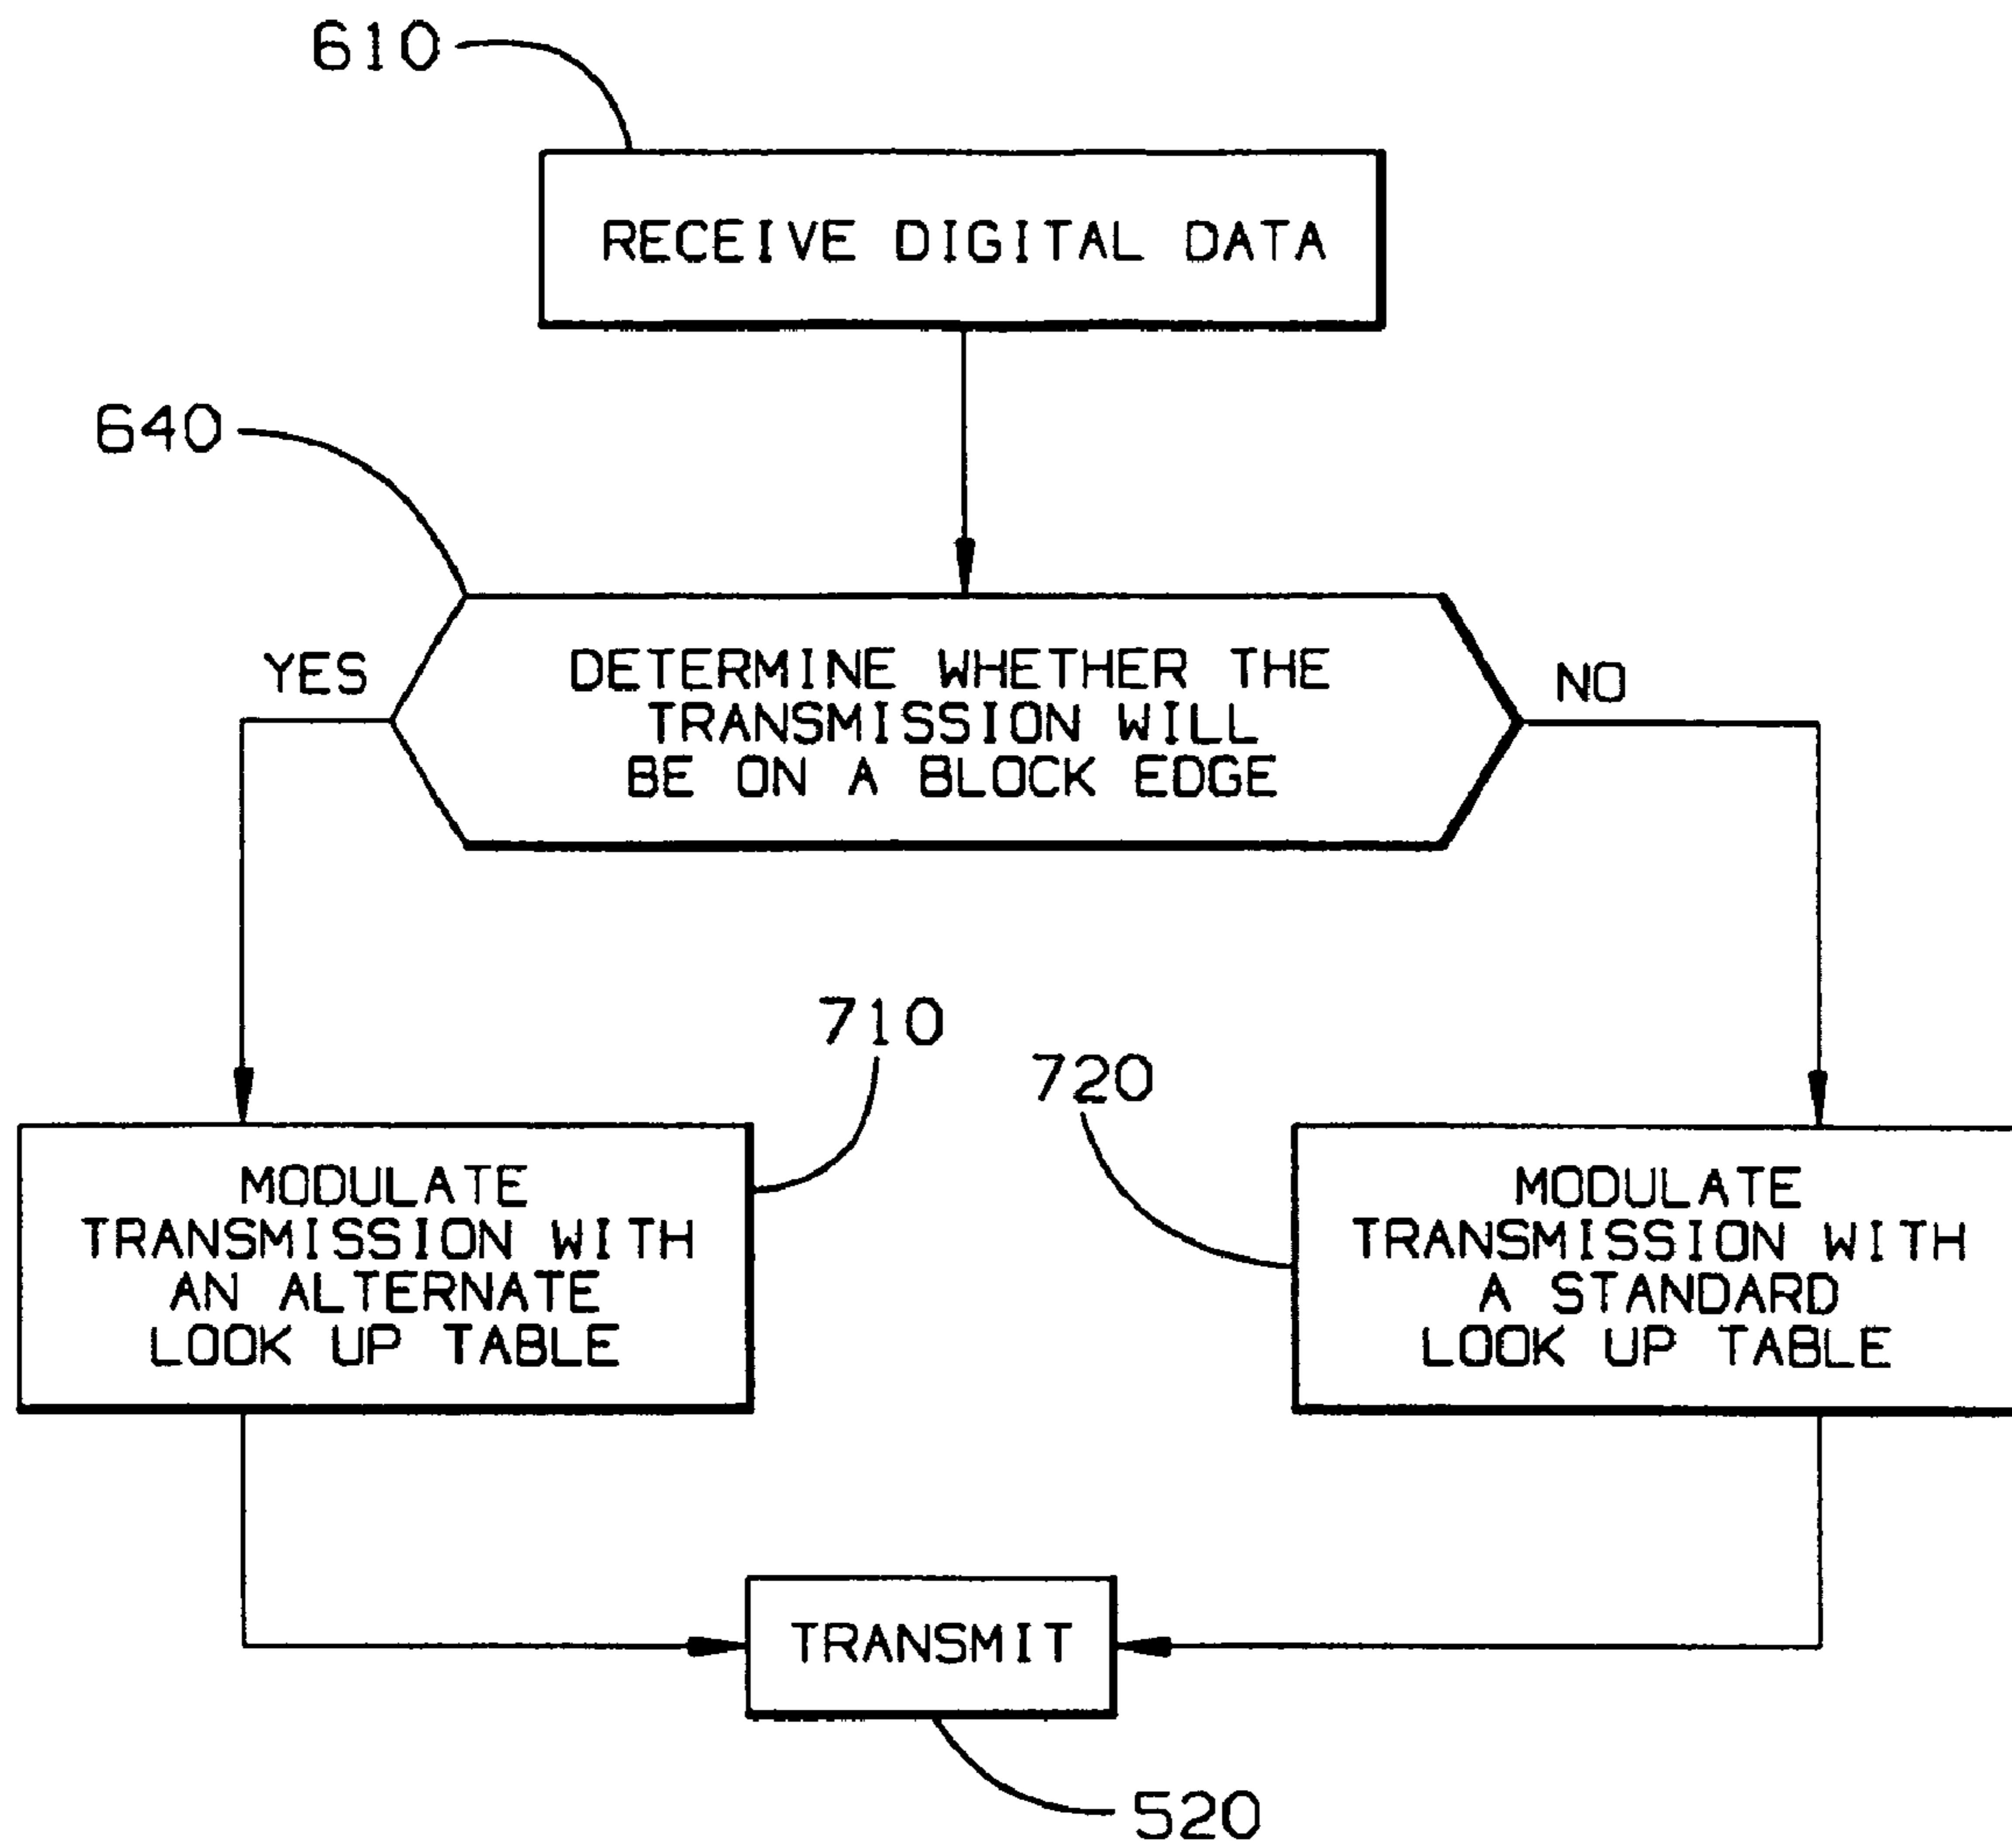 610
RECEIVE DIGITAL DATA
640
YES
DETERMINE WHETHER THE
TRANSMISSION WILL
BE ON A BLOCK EDGE
NO
710
720
MODULATE
TRANSMISSION WITH
AN ALTERNATE
LOOK UP TABLE
MODULATE
TRANSMISSION WITH
A STANDARD
LOOK UP TABLE
TRANSMIT
520